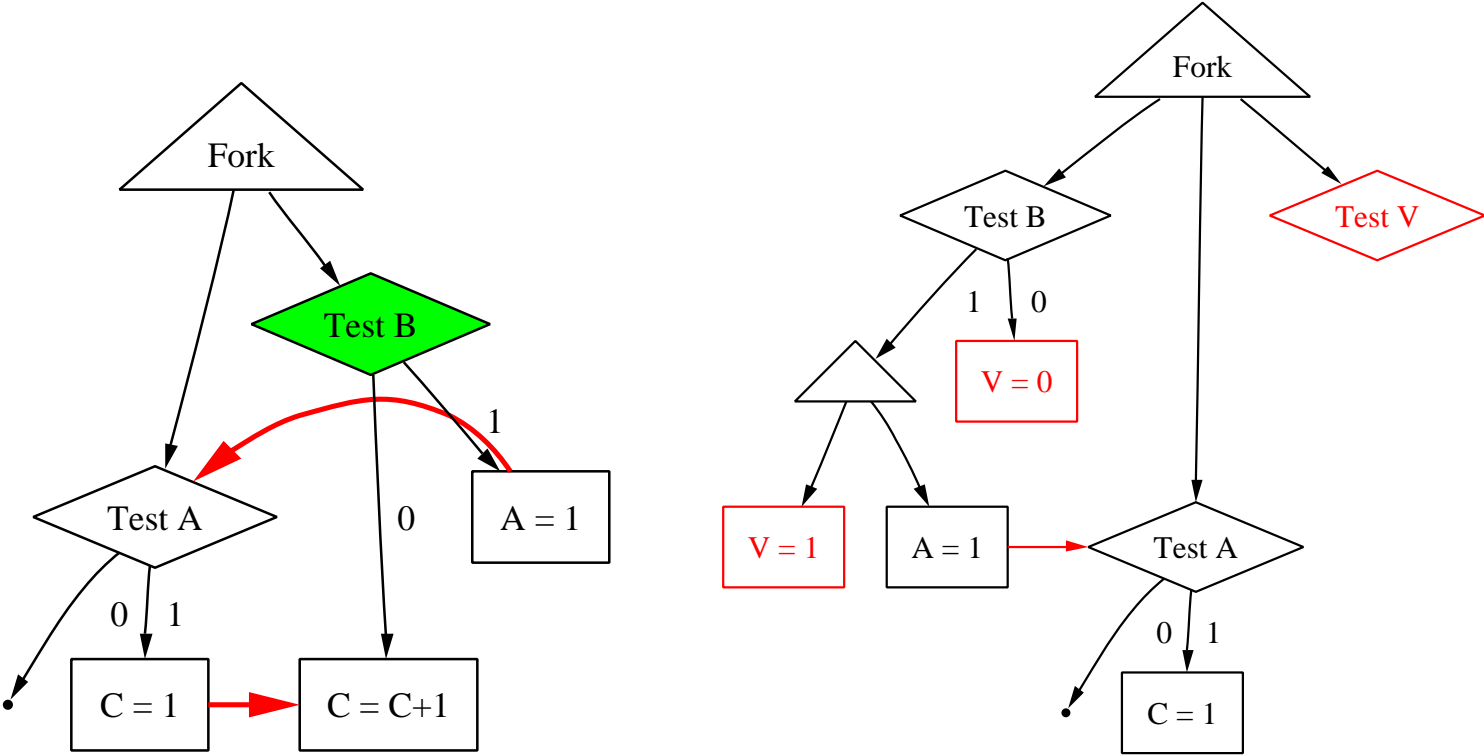 Fork
Test B
1
0
A = 1
Test A
0
1
C = 1
C = C+1
Fork
Test B
Test V
1
0
V = 0
V = 1
A = 1
Test A
0
1
C = 1